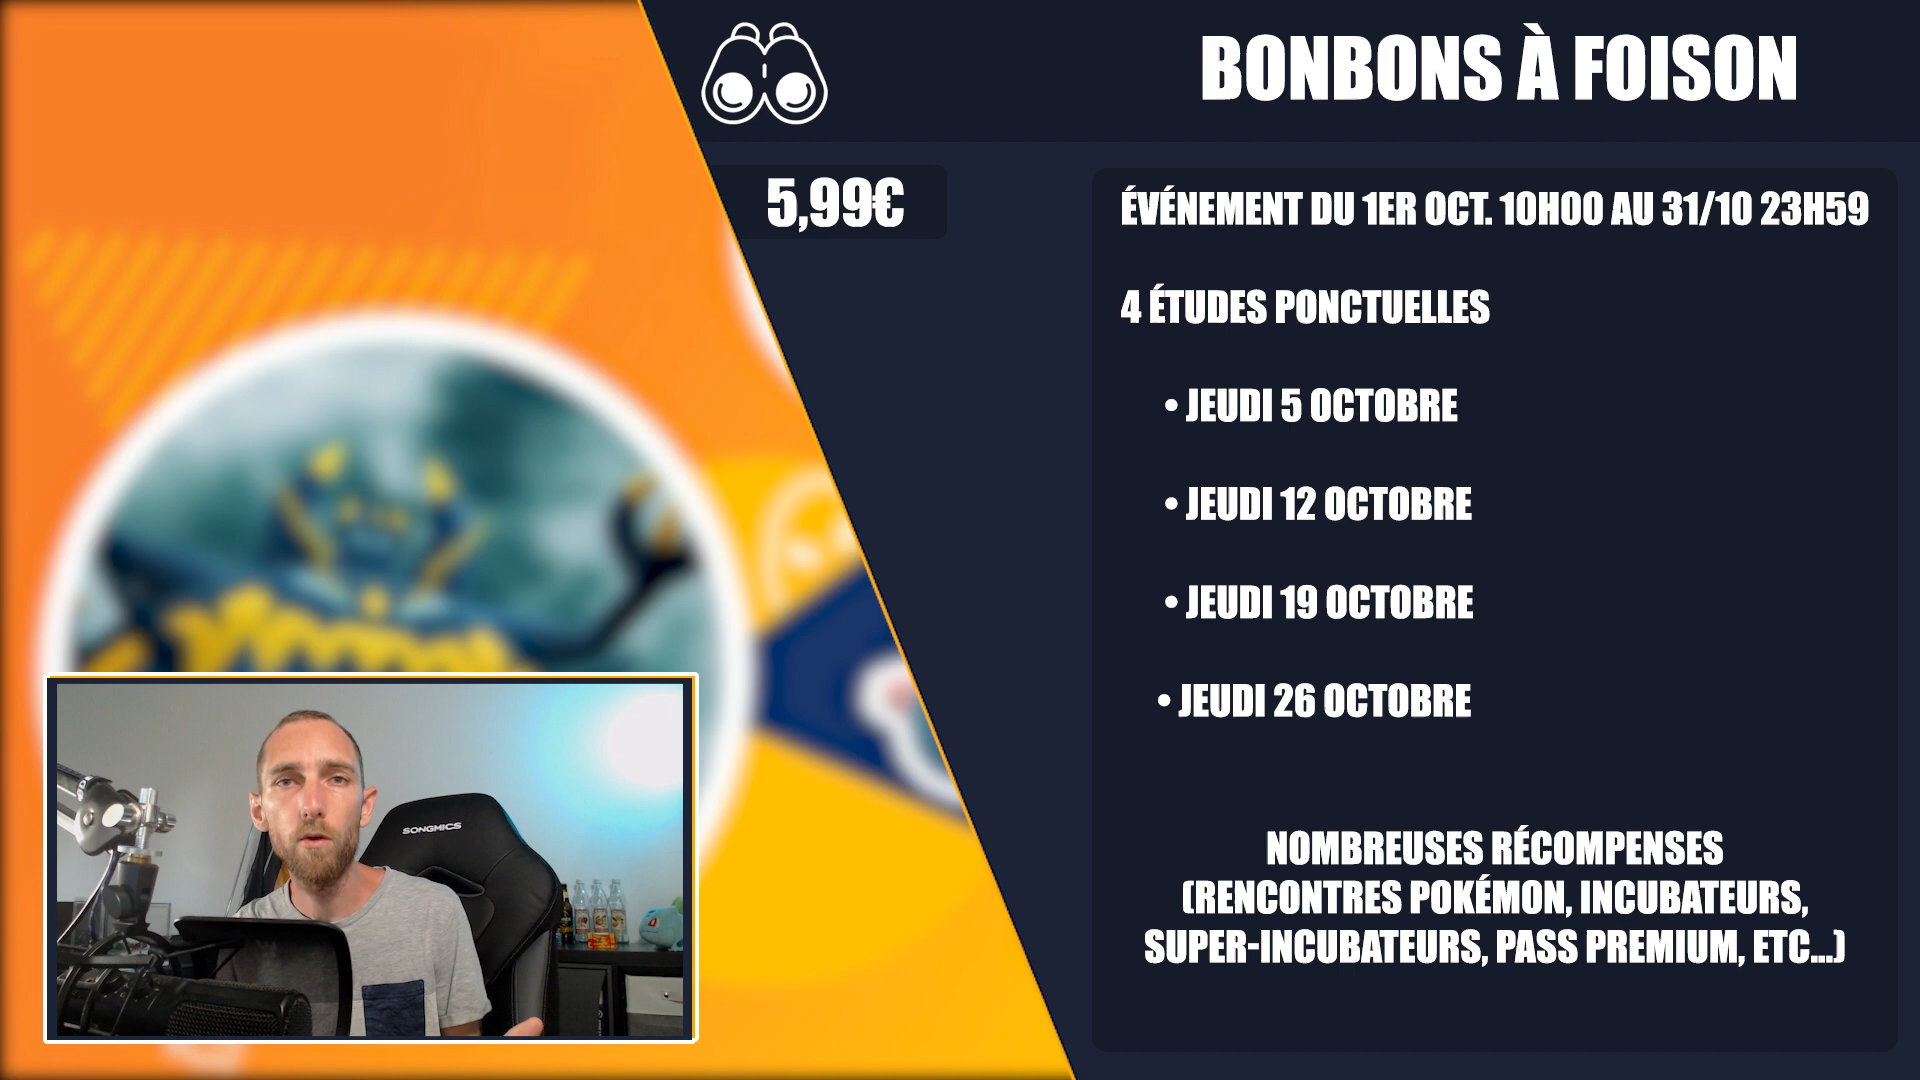 BONBONS À FOISON
5,99€
ÉVÉNEMENT DU 1ER OCT. 10H00 AU 31/10 23H59
4 ÉTUDES PONCTUELLES
• JEUDI 5 OCTOBRE
• JEUDI 12 OCTOBRE
• JEUDI 19 OCTOBRE
• JEUDI 26 OCTOBRE
NOMBREUSES RÉCOMPENSES
(RENCONTRES POKÉMON, INCUBATEURS,
SUPER-INCUBATEURS, PASS PREMIUM, ETC...)
SONGMICS